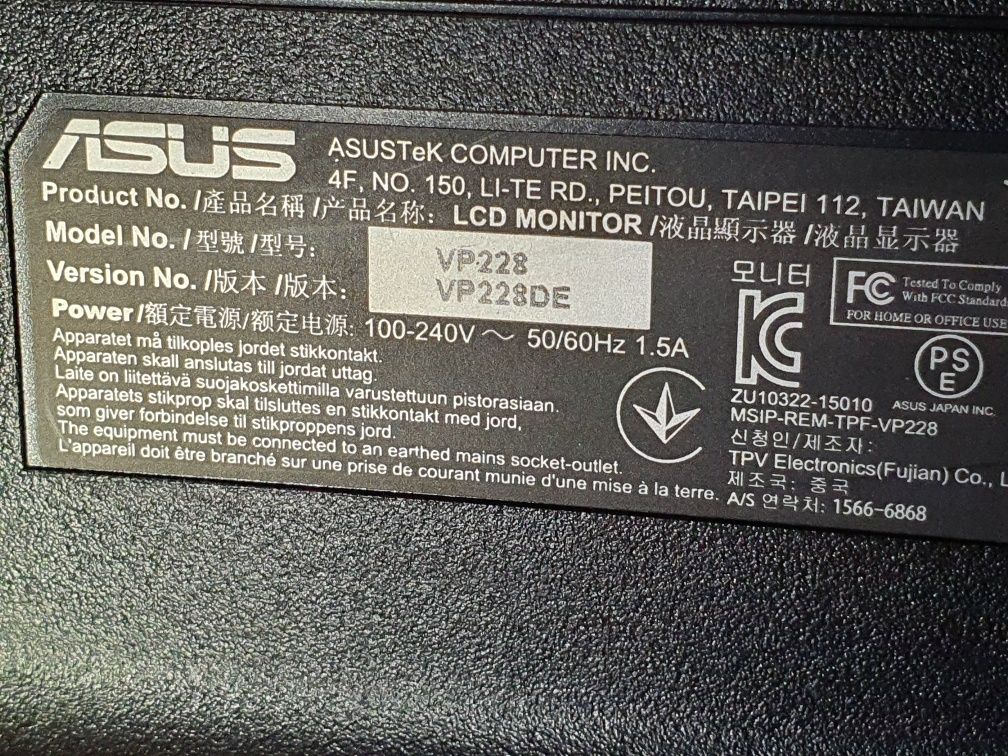 ASUS
ASUSTeK COMPUTER INC.
4F, NO. 150, LI-TE RD., PEITOU, TAIPEI 112, TAIWAN
Product No. /產品名稱 /产品名称: LCD MONITOR /液晶顯示器 /液晶显示器
Model No. / 型號 /型号: VP228
Version No. /版本 /版本: VP228DE
Power/額定電源/额定电源: 100-240V ~ 50/60Hz 1.5A
Apparatet må tilkoples jordet stikkontakt.
Apparaten skall anslutas till jordat uttag.
Laite on liitettävä suojakoskettimilla varustettuun pistorasiaan.
Apparatets stikprop skal tilsluttes en stikkontakt med jord,
som giver forbindelse til stikproppens jord.
The equipment must be connected to an earthed mains socket-outlet.
L'appareil doit être branché sur une prise de courant munie d'une mise à la terre.
모니터
KC
ZU10322-15010
MSIP-REM-TPF-VP228
신청인/제조자:
TPV Electronics(Fujian) Co.,
제조국: 중국
A/S 연락처: 1566-6868
FC Tested To Comply
With FCC Standards
FOR HOME OR OFFICE USE
PS
E
ASUS JAPAN INC.